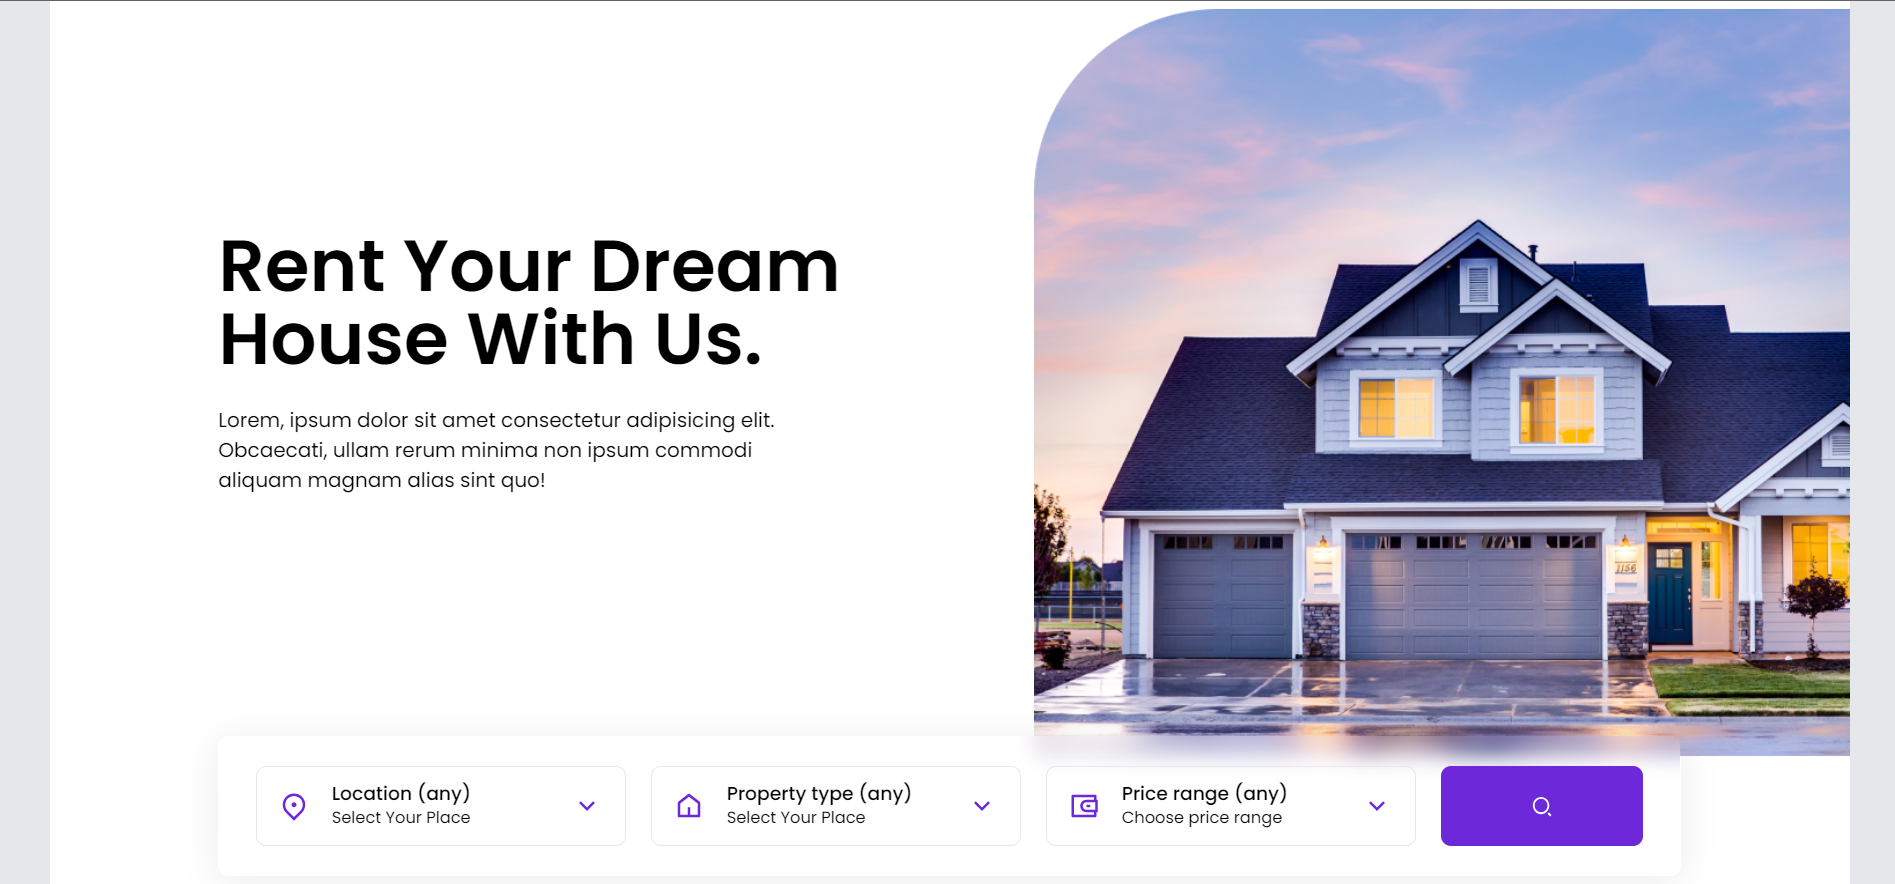 Rent Your Dream
House With Us.
Lorem, ipsum dolor sit amet consectetur adipisicing elit.
Obcaecati, ullam rerum minima non ipsum commodi
aliquam magnam alias sint quo!
1156
Location (any)
Select Your Place
Property type (any)
Select Your Place
Price range (any)
Choose price range